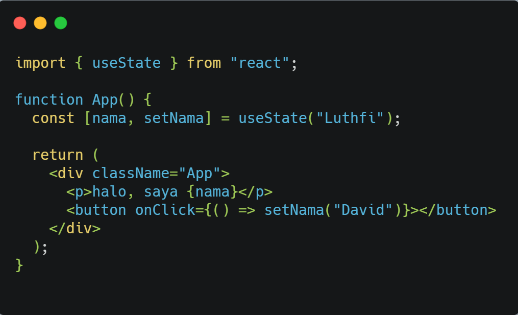 import { useState } from "react";
function App() {
  const [nama, setNama] = useState("Luthfi");
  return (
    <div className="App">
      <p>halo, saya {nama}</p>
      <button onClick={() => setNama("David")}></button>
    </div>
  );
}